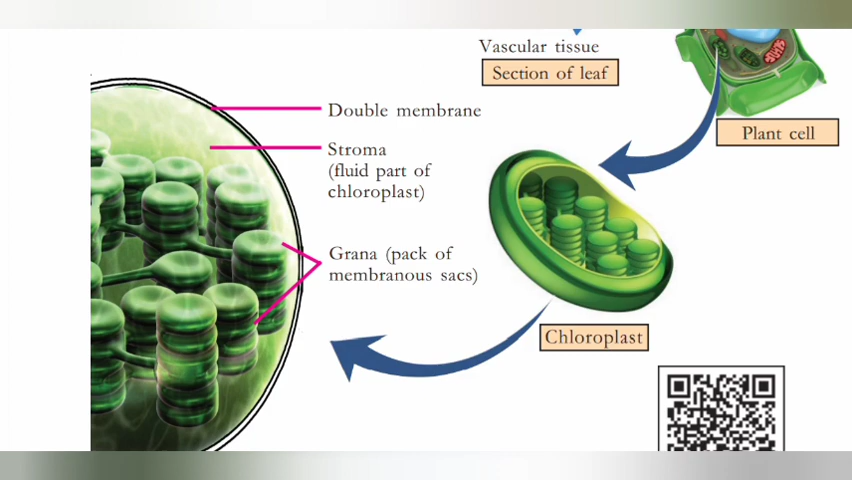 Vascular tissue
Section of leaf
Plant cell
Double membrane
Stroma
(fluid part of
chloroplast)
Grana (pack of
membranous sacs)
Chloroplast